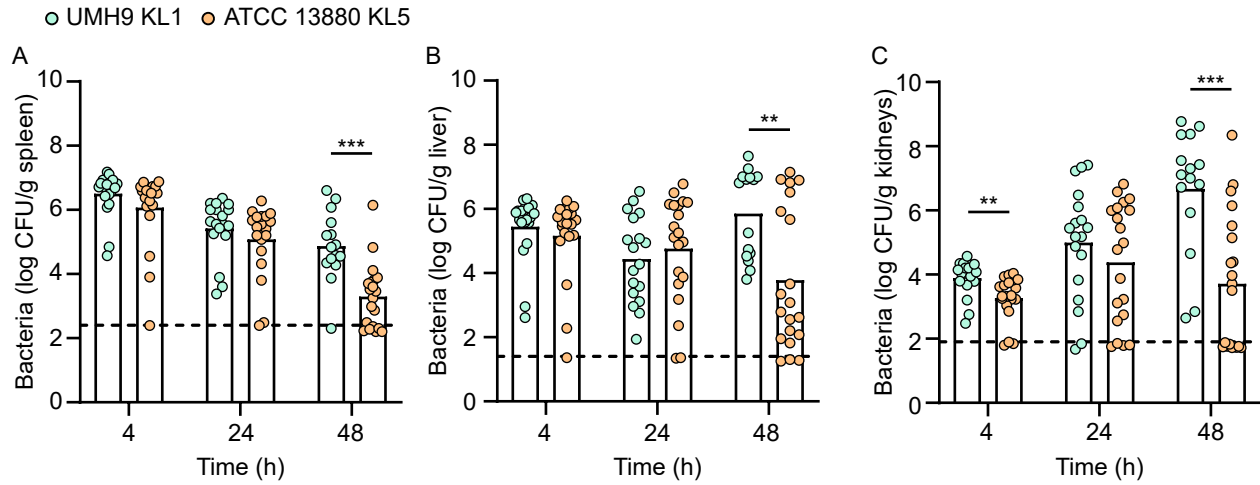 UMH9 KL1 ATCC 13880 KL5
A
Bacteria (log CFU/g spleen)
10
8
6
4
2
0
***
4 24 48
Time (h)
B
Bacteria (log CFU/g liver)
10
8
6
4
2
0
**
4 24 48
Time (h)
C
Bacteria (log CFU/g kidneys)
10
8
6
4
2
0
**
***
4 24 48
Time (h)